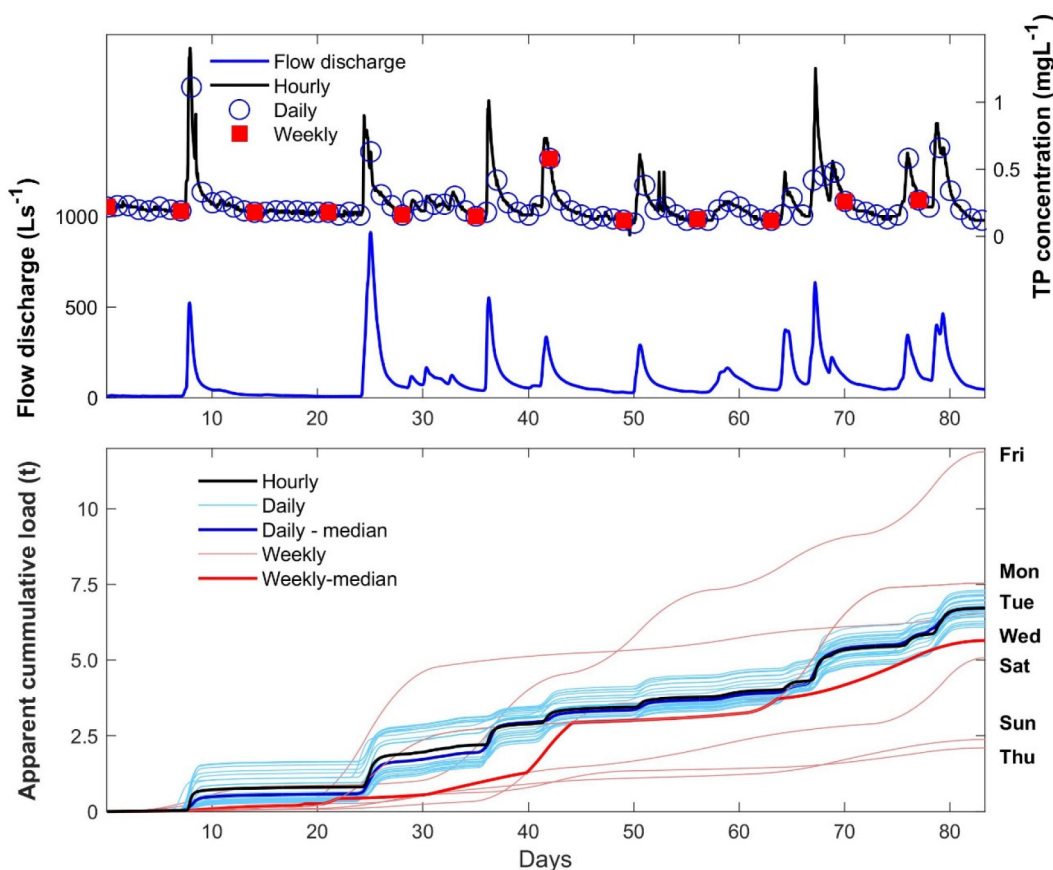 Flow discharge
Hourly
Daily
Weekly
Flow discharge (Ls⁻¹)
1000
500
0
TP concentration (mgL⁻¹)
1
0.5
0
10 20 30 40 50 60 70 80
Hourly
Daily
Daily - median
Weekly
Weekly-median
Apparent cummulative load (t)
10
7.5
5.0
2.5
0
Fri
Mon
Tue
Wed
Sat
Sun
Thu
10 20 30 40 50 60 70 80
Days